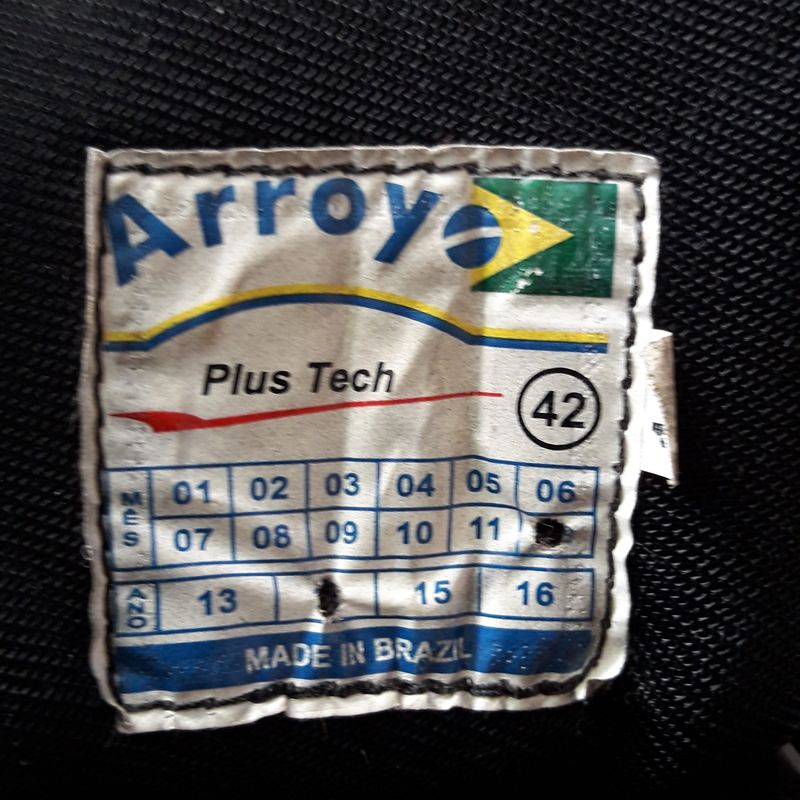 Arroyo
Plus Tech
42
MÊS
01 02 03 04 05 06
07 08 09 10 11
ANO
13 15 16
MADE IN BRAZIL